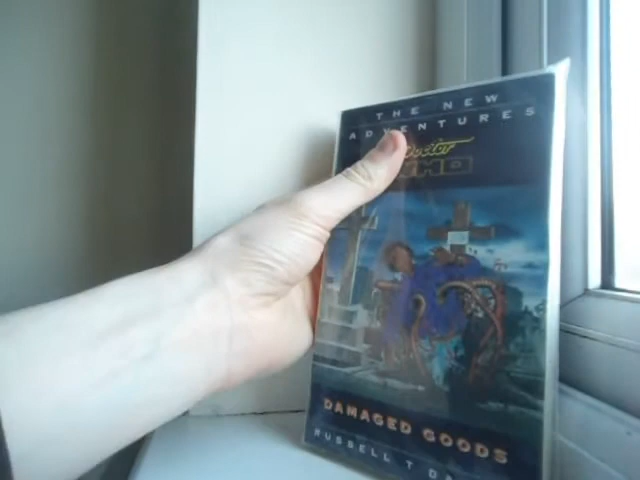 THE NEW
ADVENTURES
Doctor
WHO
DAMAGED GOODS
RUSSELL T DA